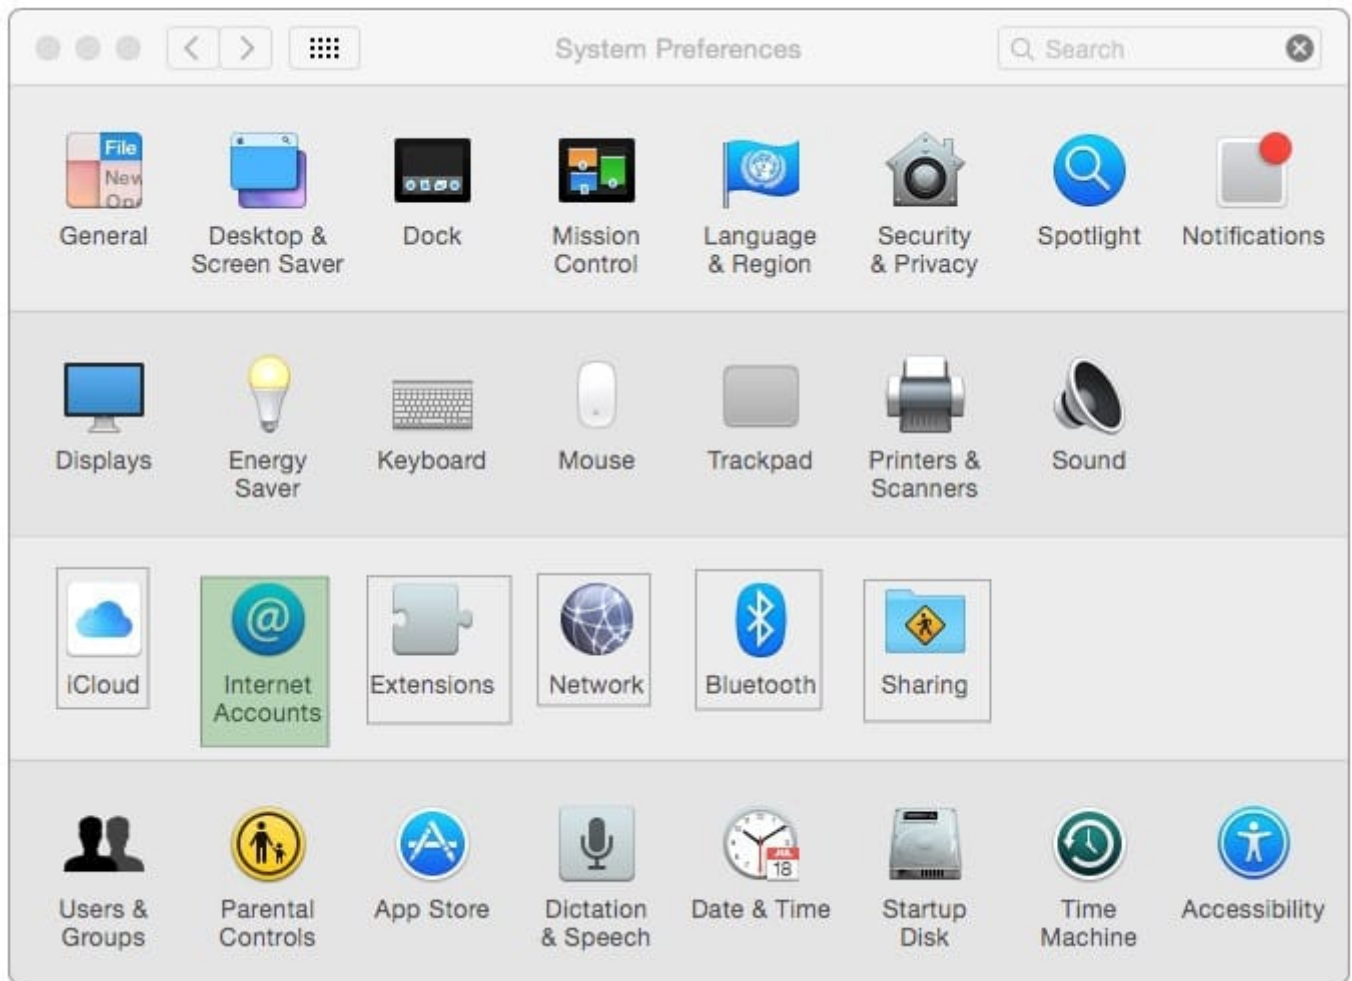 System Preferences
Search
File
New
Ope
General
Desktop &
Screen Saver
Dock
Mission
Control
Language
& Region
Security
& Privacy
Spotlight
Notifications
Displays
Energy
Saver
Keyboard
Mouse
Trackpad
Printers &
Scanners
Sound
iCloud
@
Internet
Accounts
Extensions
Network
Bluetooth
Sharing
Users &
Groups
Parental
Controls
App Store
Dictation
& Speech
JUL
18
Date & Time
Startup
Disk
Time
Machine
Accessibility